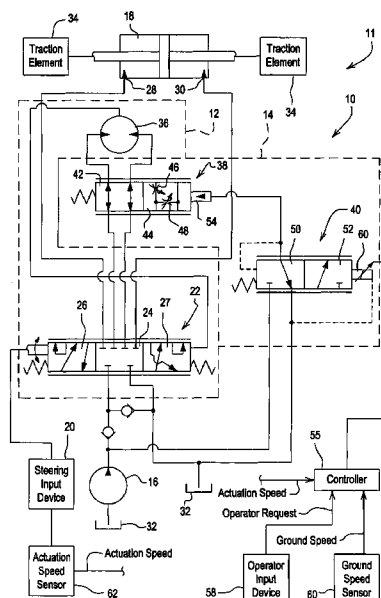 18
11
34
34
Traction
Element
Traction
Element
10
28
30
34
12
14
36
38
46
42
40
54
44
48
50
52
60
26
27
22
24
20
Steering
Input
Device
16
55
Controller
Actuation
Speed
32
Operator
Request
32
Ground
Speed
Actuation
Speed
Sensor
Actuation
Speed
62
Operator
Input
Device
58
Ground
Speed
Sensor
60